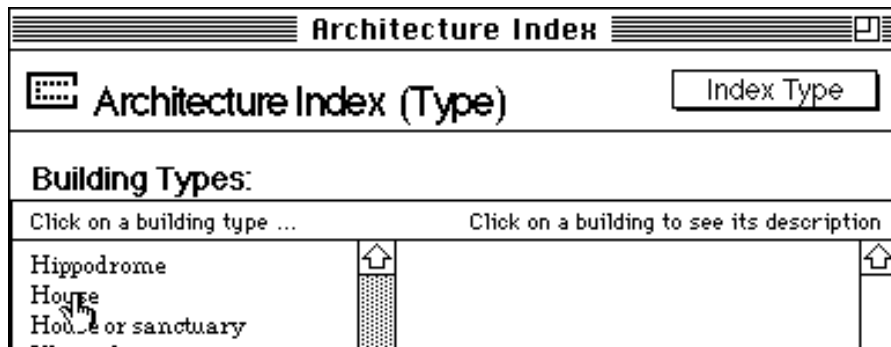 Architecture Index
Architecture Index (Type)
Index Type
Building Types:
Click on a building type ...
Click on a building to see its description
Hippodrome
House
House or sanctuary